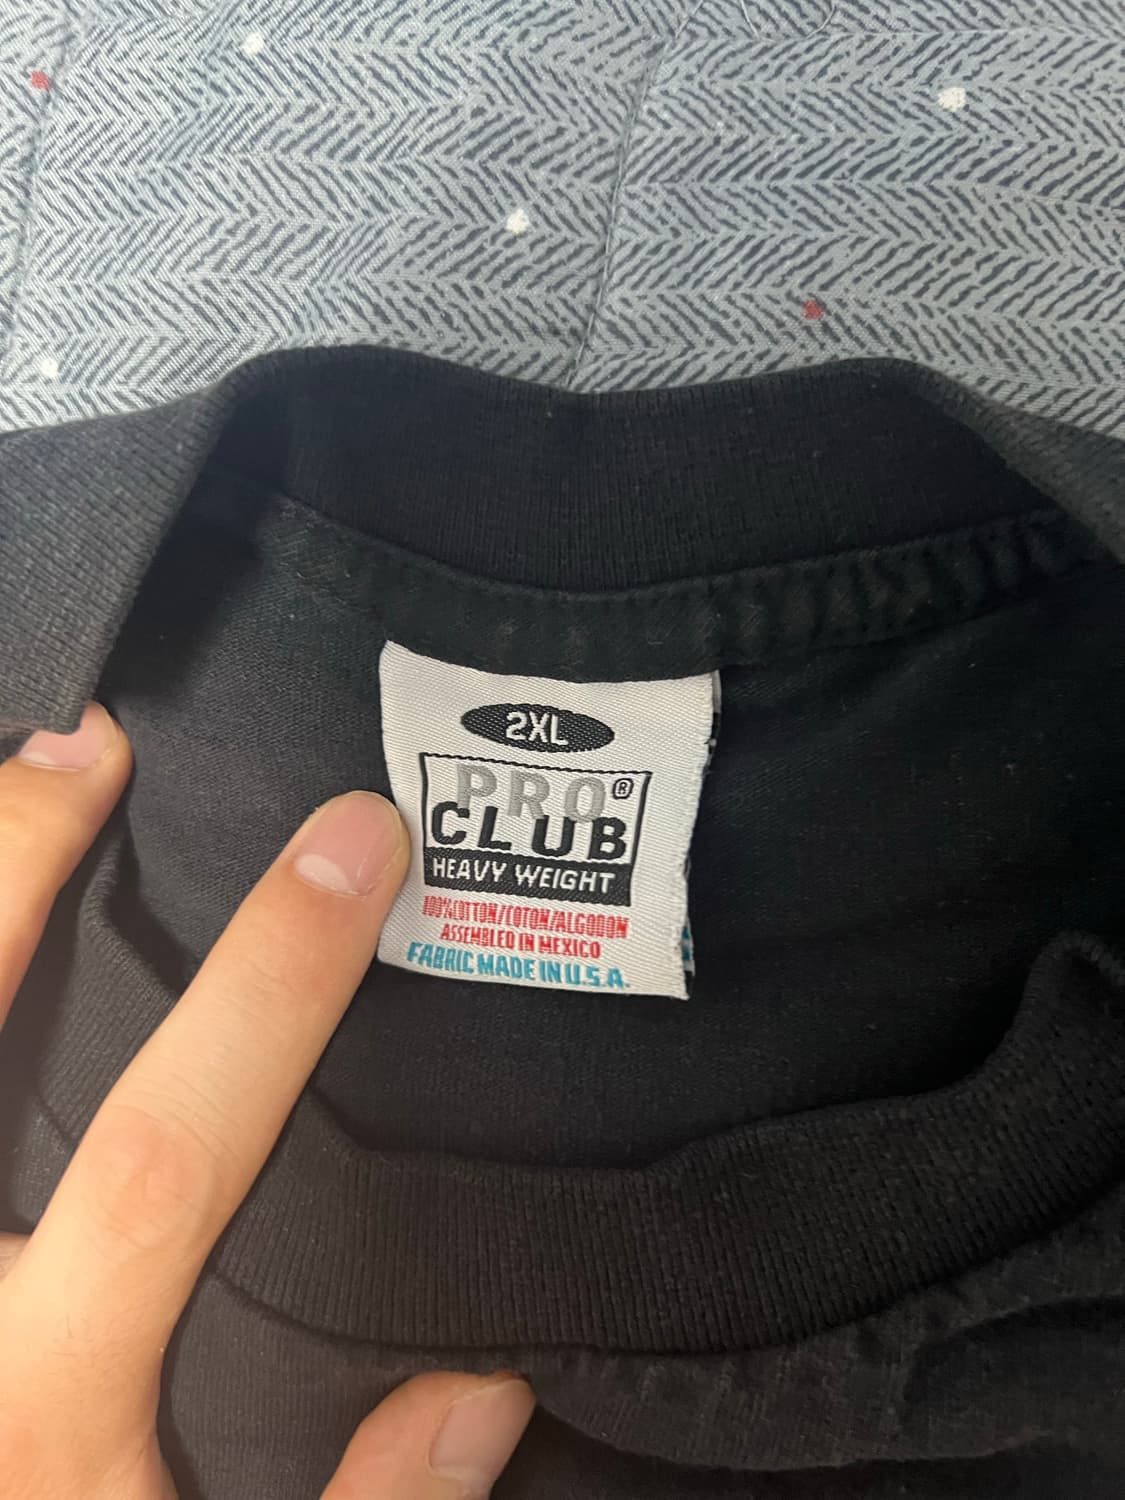 2XL
PRO®
CLUB
HEAVY WEIGHT
100%COTTON/COTON/ALGODON
ASSEMBLED IN MEXICO
FABRIC MADE IN U.S.A.